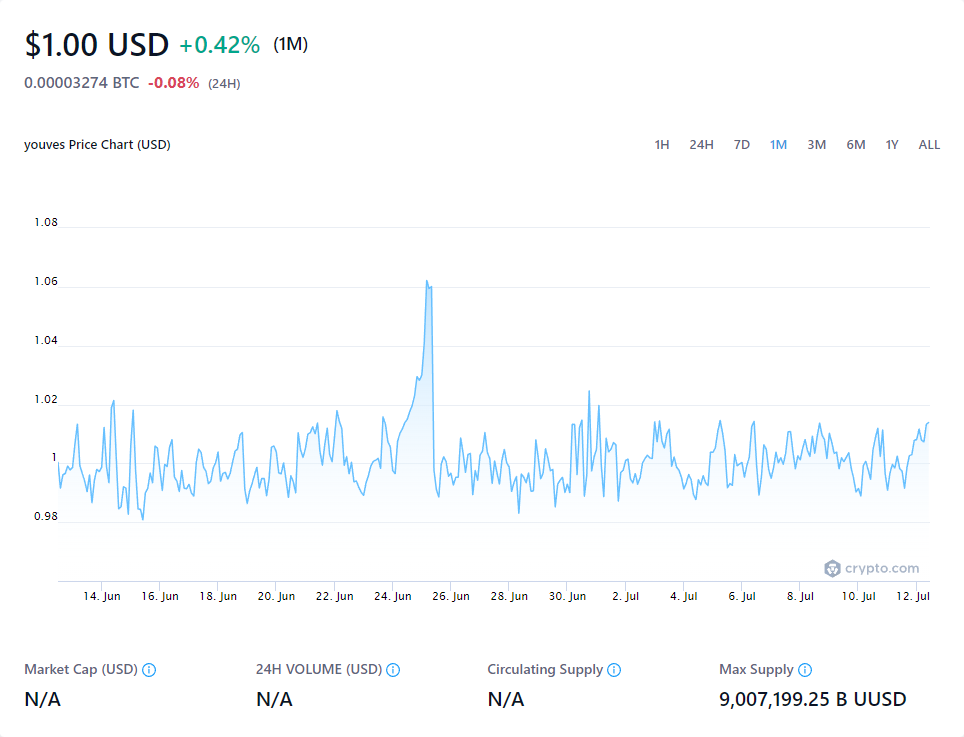 $1.00 USD +0.42% (1M)
0.00003274 BTC -0.08% (24H)
youves Price Chart (USD) 1H 24H 7D 1M 3M 6M 1Y ALL
1.08
1.06
1.04
1.02
1
0.98
crypto.com
14. Jun 16. Jun 18. Jun 20. Jun 22. Jun 24. Jun 26. Jun 28. Jun 30. Jun 2. Jul 4. Jul 6. Jul 8. Jul 10. Jul 12. Jul
Market Cap (USD) 24H VOLUME (USD) Circulating Supply Max Supply
N/A N/A N/A 9,007,199.25 B UUSD